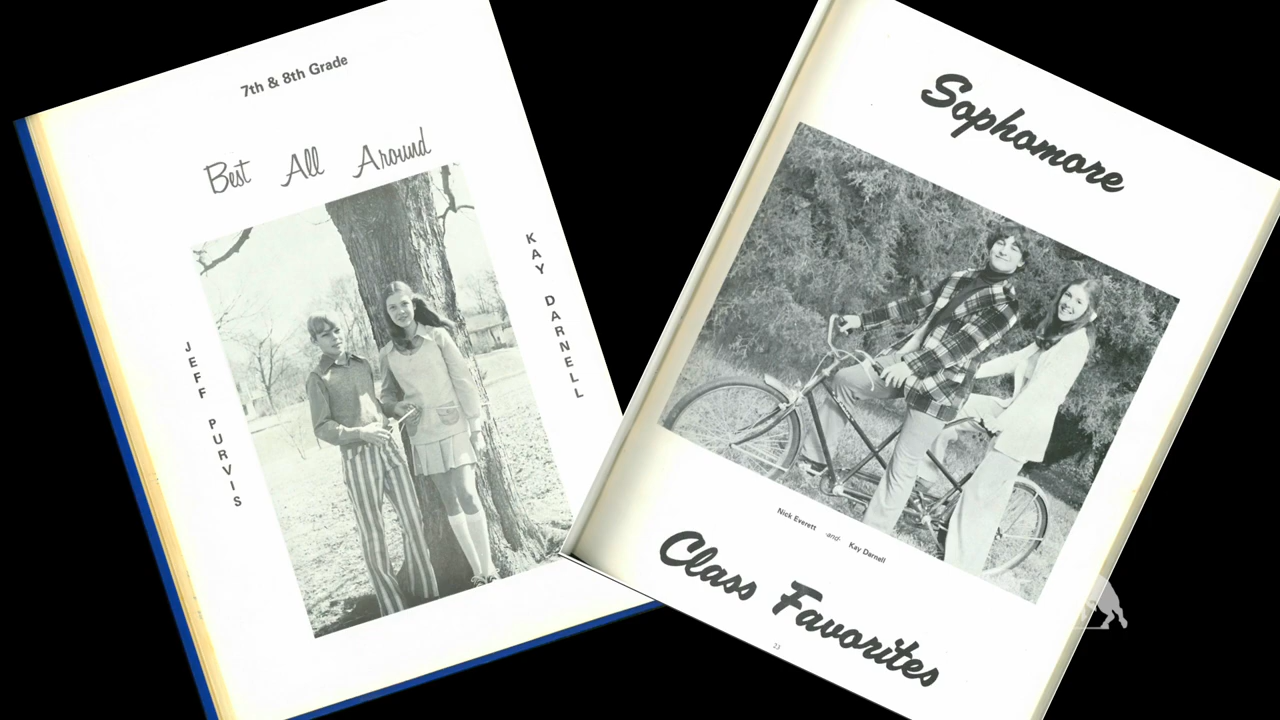 7th & 8th Grade
Best All Around
JEFF PURVIS
KAY DARNELL
Sophomore
Nick Everett -and- Kay Darnell
Class Favorites
23